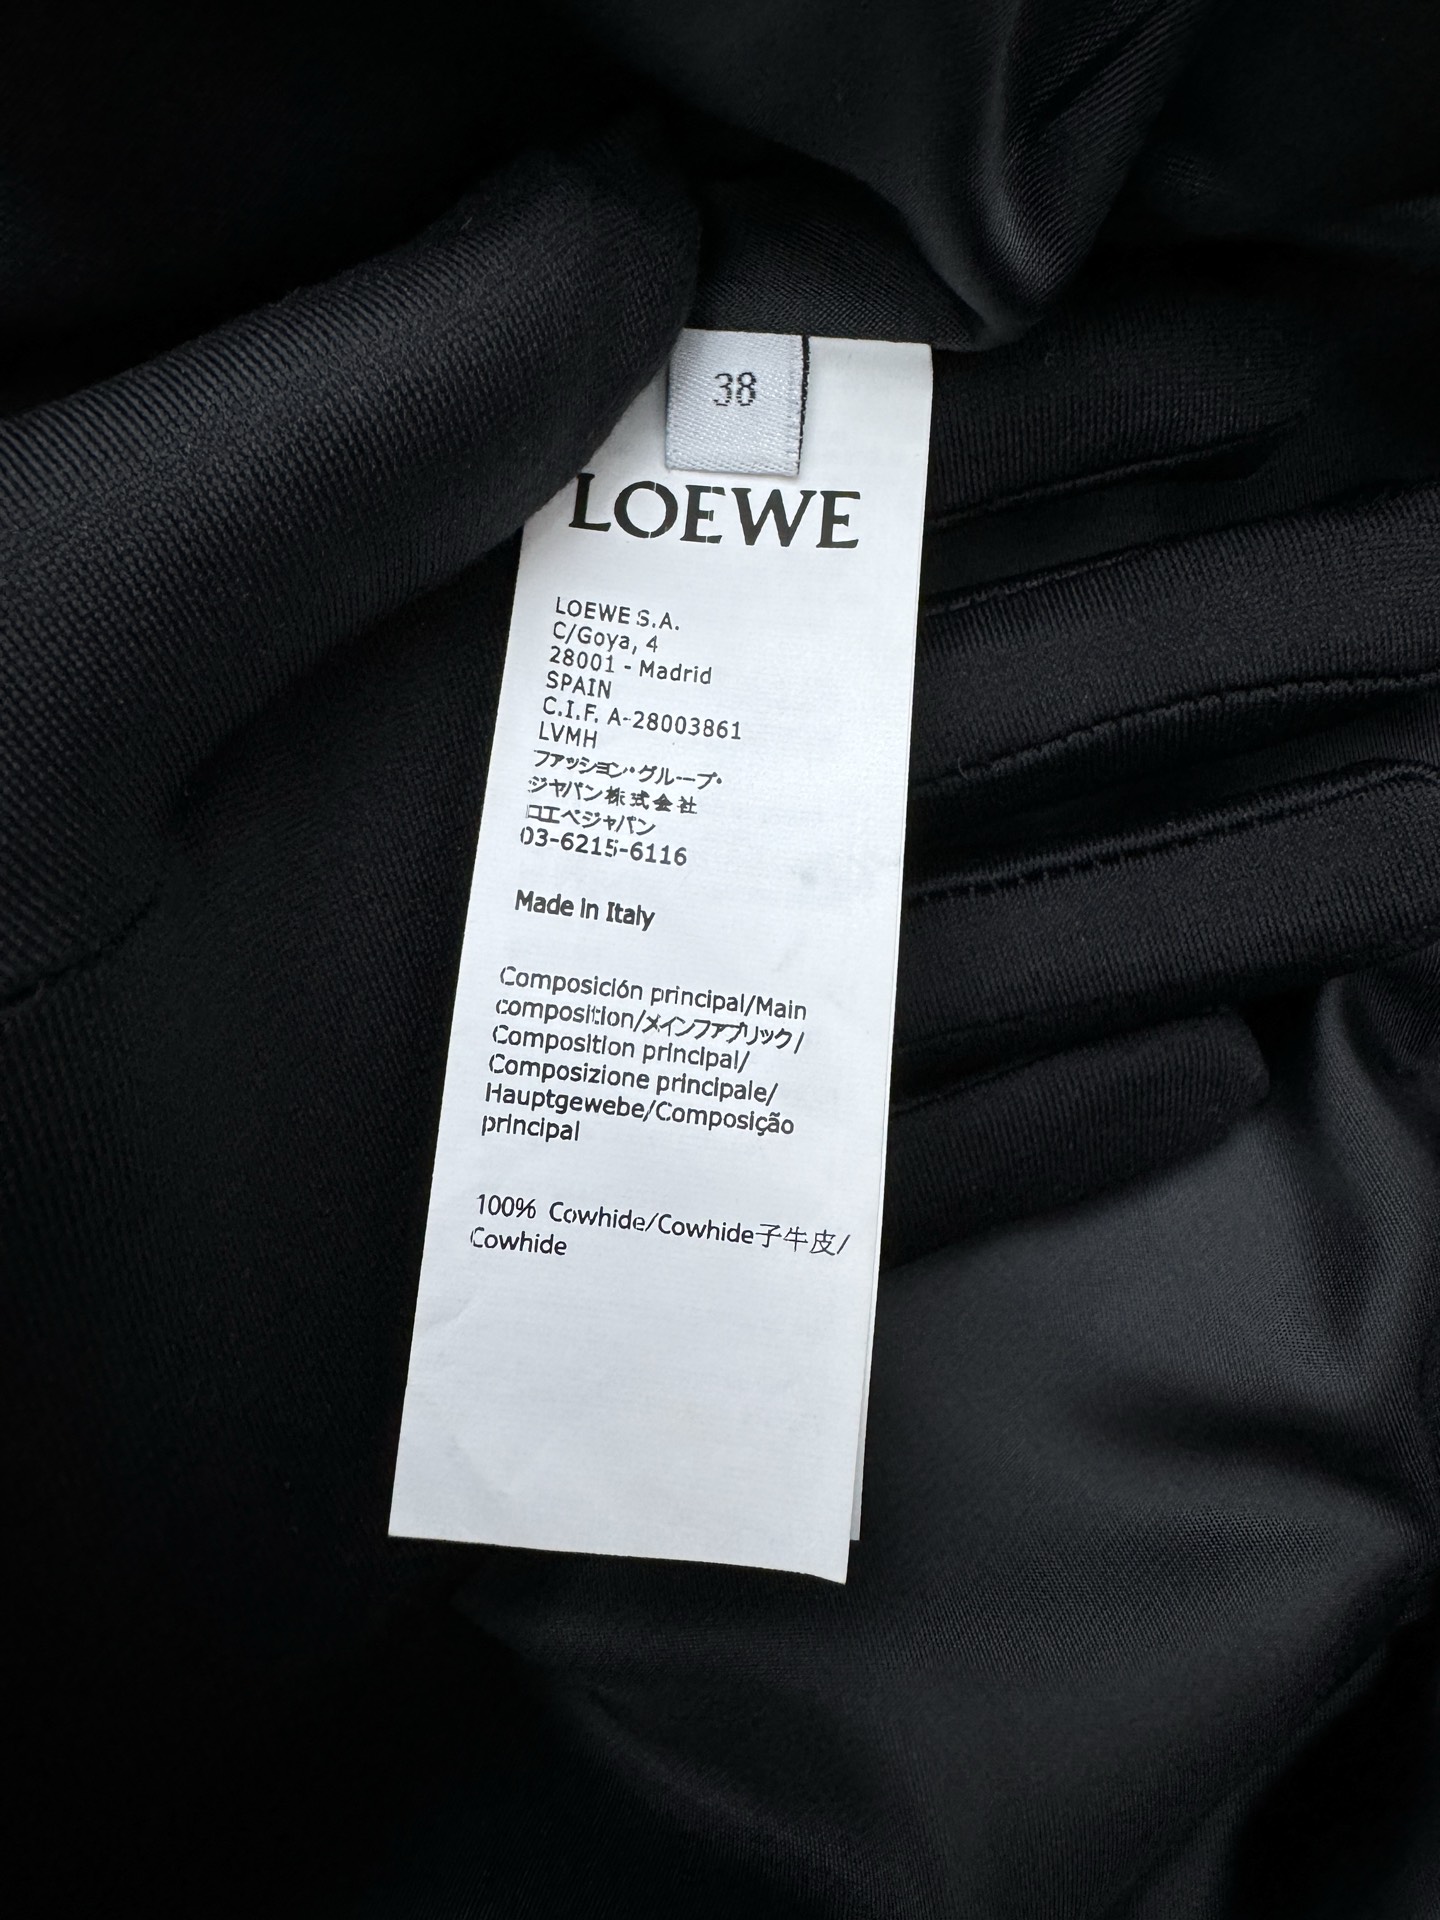 38
LOEWE
LOEWE S.A.
C/Goya, 4
28001 - Madrid
SPAIN
C.I.F. A-28003861
LVMH
ファッション・グループ・
ジャパン株式会社
ロエベジャパン
03-6215-6116
Made in Italy
Composición principal/Main
composition/メインファブリック/
Composition principal/
Composizione principale/
Hauptgewebe/Composição
principal
100% Cowhide/Cowhide子牛皮/
Cowhide